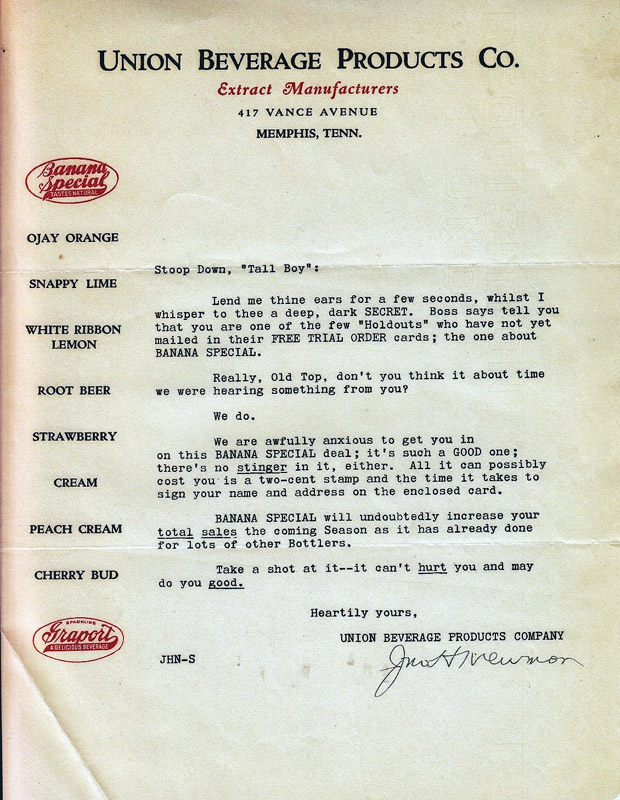 UNION BEVERAGE PRODUCTS CO.
Extract Manufacturers
417 VANCE AVENUE
MEMPHIS, TENN.
Banana
Special
TASTES NATURAL
OJAY ORANGE
SNAPPY LIME
WHITE RIBBON
LEMON
ROOT BEER
STRAWBERRY
CREAM
PEACH CREAM
CHERRY BUD
SPARKLING
Graport
A DELICIOUS BEVERAGE
Stoop Down, "Tall Boy":
Lend me thine ears for a few seconds, whilst I
whisper to thee a deep, dark SECRET. Boss says tell you
that you are one of the few "Holdouts" who have not yet
mailed in their FREE TRIAL ORDER cards; the one about
BANANA SPECIAL.
Really, Old Top, don't you think it about time
we were hearing something from you?
We do.
We are awfully anxious to get you in
on this BANANA SPECIAL deal; it's such a GOOD one;
there's no stinger in it, either. All it can possibly
cost you is a two-cent stamp and the time it takes to
sign your name and address on the enclosed card.
BANANA SPECIAL will undoubtedly increase your
total sales the coming Season as it has already done
for lots of other Bottlers.
Take a shot at it--it can't hurt you and may
do you good.
Heartily yours,
UNION BEVERAGE PRODUCTS COMPANY
Jno H Newmon
JHN-S